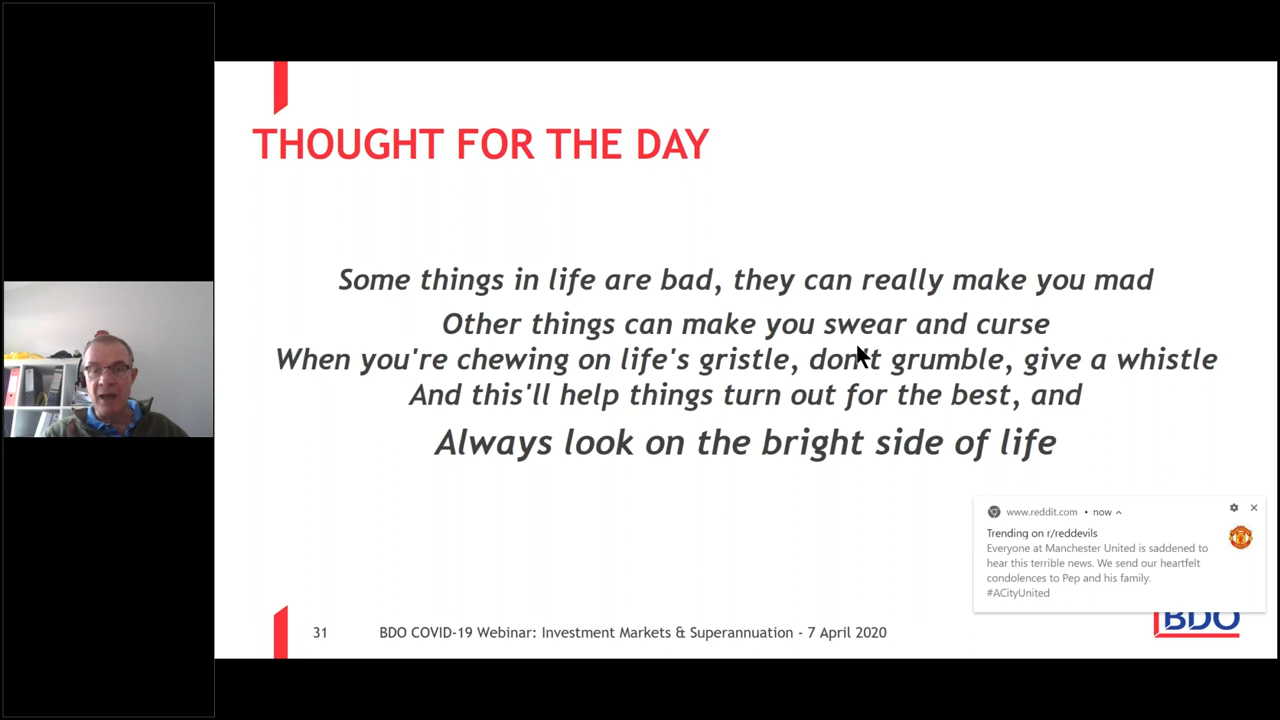 THOUGHT FOR THE DAY
Some things in life are bad, they can really make you mad
Other things can make you swear and curse
When you're chewing on life's gristle, don't grumble, give a whistle
And this'll help things turn out for the best, and
Always look on the bright side of life
www.reddit.com • now
Trending on r/reddevils
Everyone at Manchester United is saddened to
hear this terrible news. We send our heartfelt
condolences to Pep and his family.
#ACityUnited
31
BDO COVID-19 Webinar: Investment Markets & Superannuation - 7 April 2020
BDO